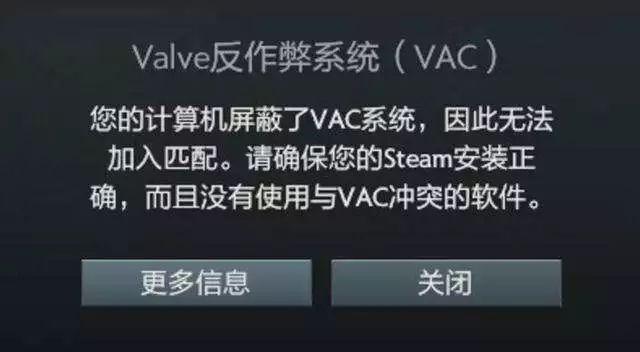 Valve反作弊系统（VAC）
您的计算机屏蔽了VAC系统，因此无法
加入匹配。请确保您的Steam安装正
确，而且没有使用与VAC冲突的软件。
更多信息
关闭